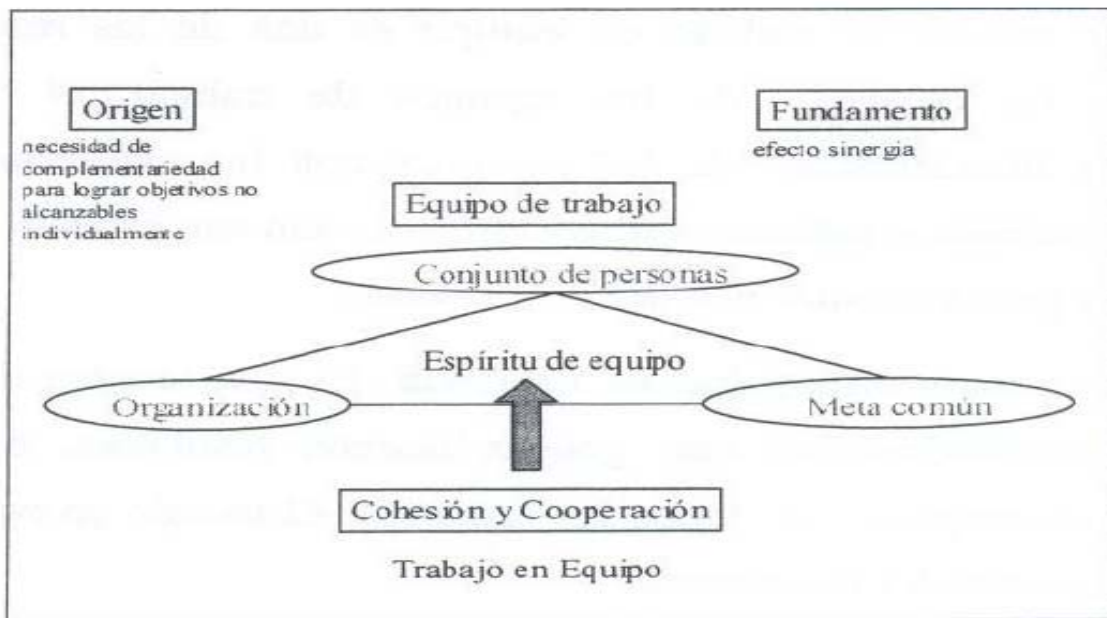 Origen
necesidad de
complementariedad
para lograr objetivos no
alcanzables
individualmente
Fundamento
efecto sinergia
Equipo de trabajo
Conjunto de personas
Espíritu de equipo
Organización
Meta común
Cohesión y Cooperación
Trabajo en Equipo